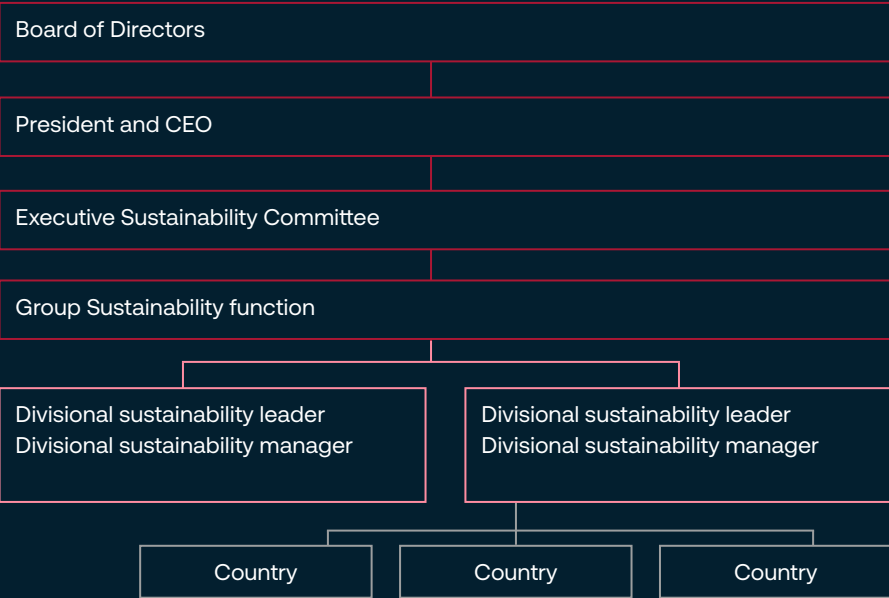 Board of Directors
President and CEO
Executive Sustainability Committee
Group Sustainability function
Divisional sustainability leader
Divisional sustainability manager
Divisional sustainability leader
Divisional sustainability manager
Country
Country
Country